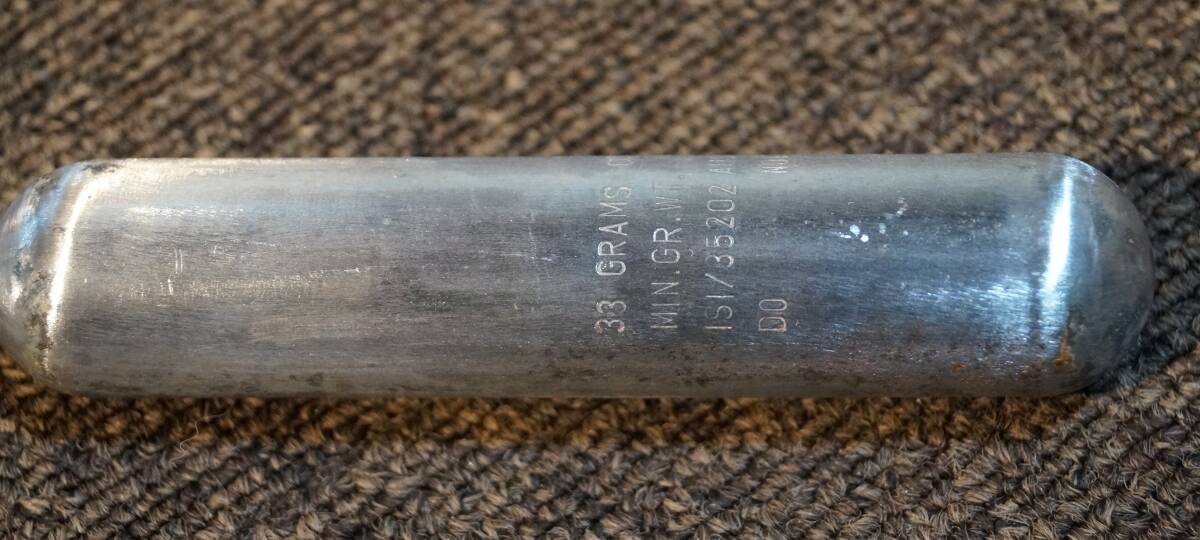 33 GRAMS
MIN.GR.WT.
ISI/35202
DO